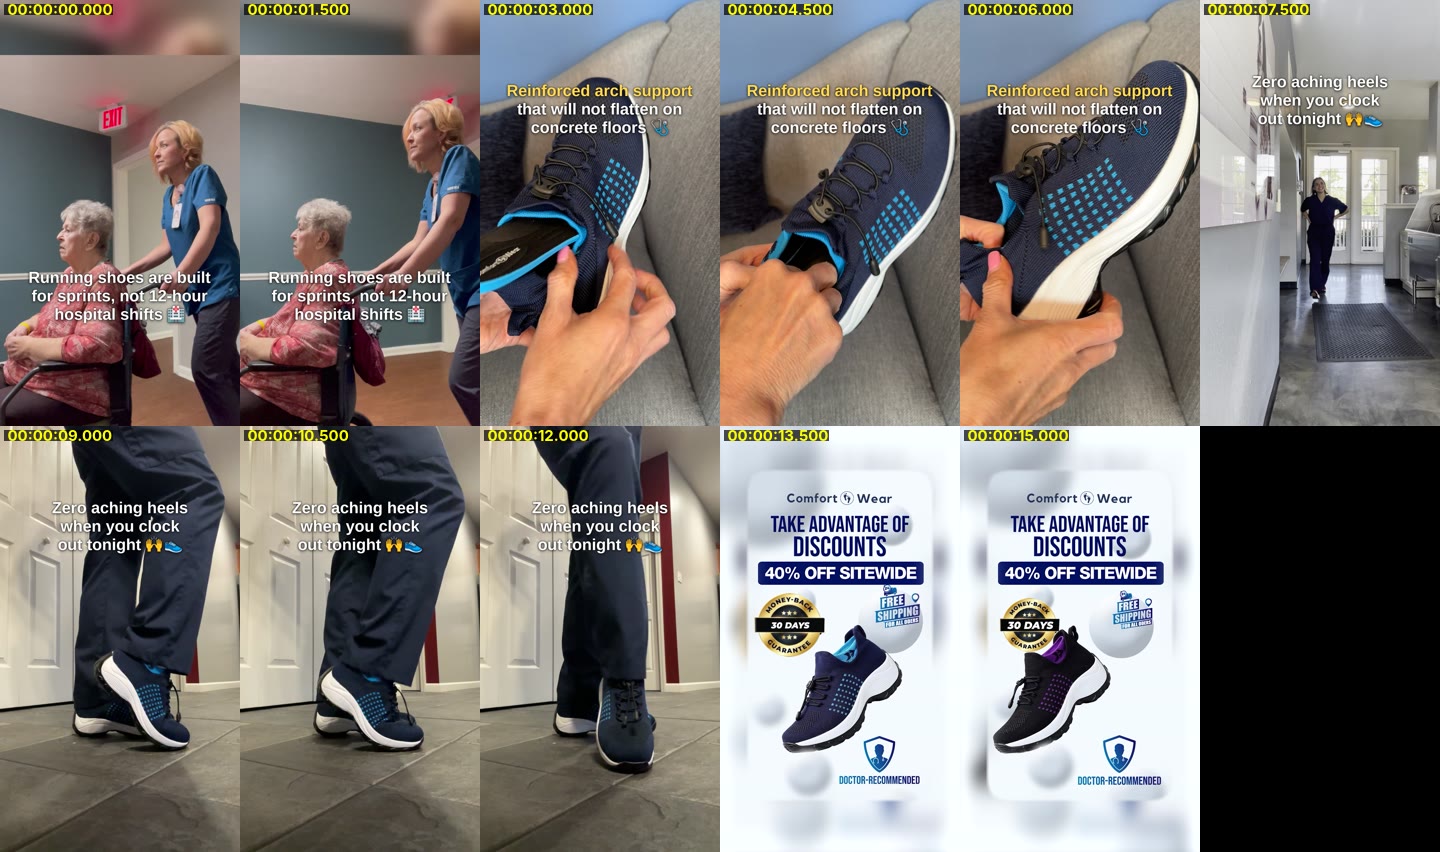 00:00:00.000
EXIT
Running shoes are built
for sprints, not 12-hour
hospital shifts 🏥
00:00:01.500
Running shoes are built
for sprints, not 12-hour
hospital shifts 🏥
00:00:03.000
Reinforced arch support
that will not flatten on
concrete floors 🩺
00:00:04.500
Reinforced arch support
that will not flatten on
concrete floors 🩺
00:00:06.000
Reinforced arch support
that will not flatten on
concrete floors 🩺
00:00:07.500
Zero aching heels
when you clock
out tonight 🙌👟
00:00:09.000
Zero aching heels
when you clock
out tonight 🙌👟
00:00:10.500
Zero aching heels
when you clock
out tonight 🙌👟
00:00:12.000
Zero aching heels
when you clock
out tonight 🙌👟
00:00:13.500
Comfort Wear
TAKE ADVANTAGE OF
DISCOUNTS
40% OFF SITEWIDE
MONEY-BACK
30 DAYS
GUARANTEE
FREE
SHIPPING
FOR ALL ORERS
DOCTOR-RECOMMENDED
00:00:15.000
Comfort Wear
TAKE ADVANTAGE OF
DISCOUNTS
40% OFF SITEWIDE
MONEY-BACK
30 DAYS
GUARANTEE
FREE
SHIPPING
FOR ALL ORERS
DOCTOR-RECOMMENDED